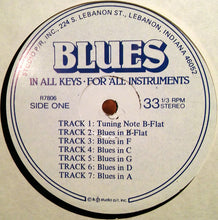 STUDIO P/R, INC., 224 S. LEBANON ST., LEBANON, INDIANA 46052
BLUES
IN ALL KEYS · FOR ALL INSTRUMENTS
R7806
SIDE ONE
33 1/3 RPM
STEREO
TRACK 1: Tuning Note B-Flat
TRACK 2: Blues in B-Flat
TRACK 3: Blues in F
TRACK 4: Blues in C
TRACK 5: Blues in G
TRACK 6: Blues in D
TRACK 7: Blues in A
studio p/r, inc.